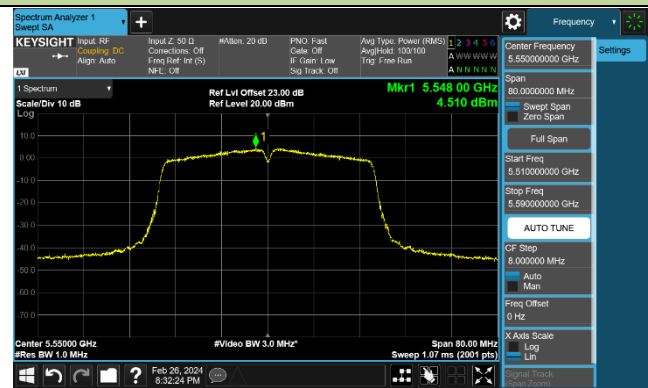 Spectrum Analyzer 1
Swept SA
Frequency
KEYSIGHT
Input: RF
Coupling: DC
Align: Auto
Input Z: 50 Ω
Corrections: Off
Freq Ref: Int (S)
NFE: Off
#Atten: 20 dB
PNO: Fast
Gate: Off
IF Gain: Low
Sig Track: Off
Avg Type: Power (RMS)
Avg|Hold: 100/100
Trig: Free Run
1 2 3 4 5 6
A W W W W W
A N N N N N
LXI
1 Spectrum
Scale/Div 10 dB
Log
Ref Lvl Offset 23.00 dB
Ref Level 20.00 dBm
Mkr1 5.548 00 GHz
4.510 dBm
1
10.0
0.00
-10.0
-20.0
-30.0
-40.0
-50.0
-60.0
-70.0
Center 5.55000 GHz
#Res BW 1.0 MHz
#Video BW 3.0 MHz*
Span 80.00 MHz
Sweep 1.07 ms (2001 pts)
Feb 26, 2024
8:32:24 PM
Center Frequency
5.550000000 GHz
Settings
Span
80.0000000 MHz
Swept Span
Zero Span
Full Span
Start Freq
5.510000000 GHz
Stop Freq
5.590000000 GHz
AUTO TUNE
CF Step
8.000000 MHz
Auto
Man
Freq Offset
0 Hz
X Axis Scale
Log
Lin
Signal Track
(Span Zoom)